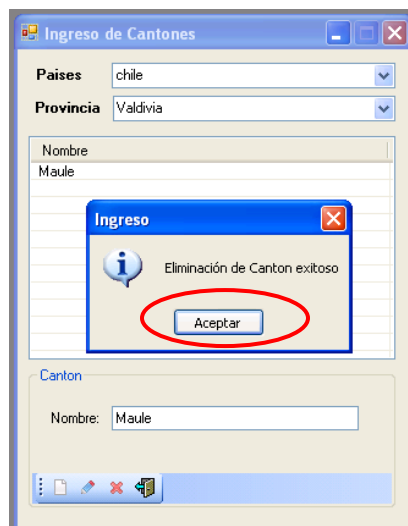 Ingreso de Cantones
Paises chile
Provincia Valdivia
Nombre
Maule
Ingreso
Eliminación de Canton exitoso
Aceptar
Canton
Nombre: Maule